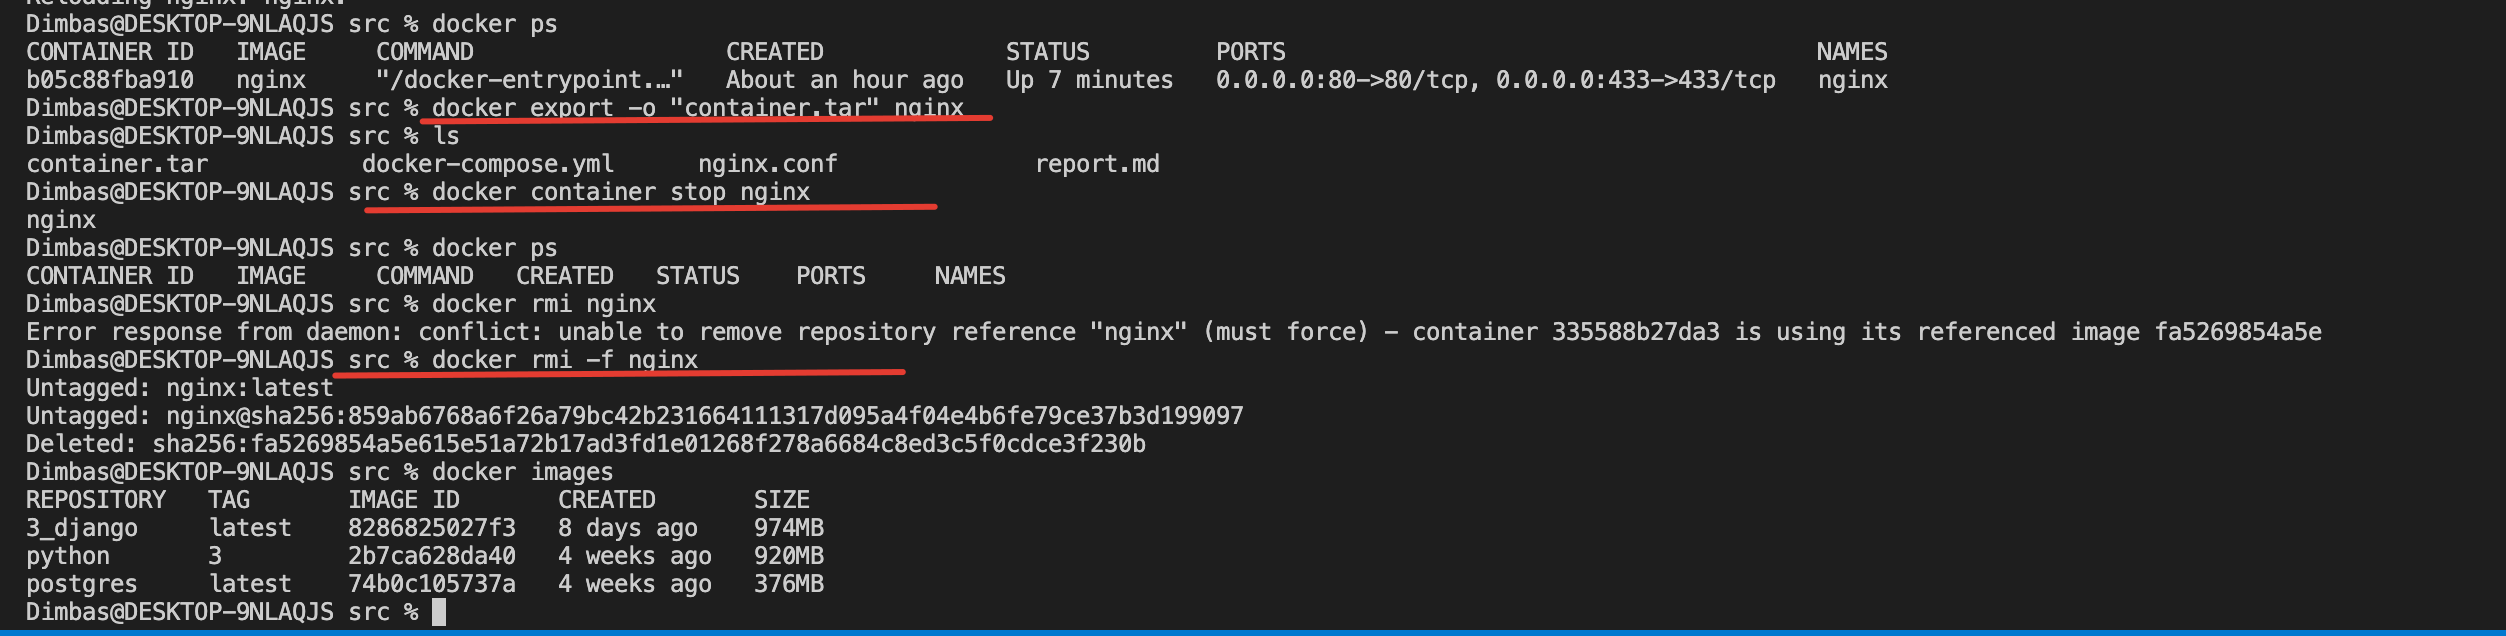 Reloading nginx: nginx.
Dimbas@DESKTOP-9NLAQJS src % docker ps
CONTAINER ID   IMAGE     COMMAND                  CREATED             STATUS         PORTS                                      NAMES
b05c88fba910   nginx     "/docker-entrypoint.…"   About an hour ago   Up 7 minutes   0.0.0.0:80->80/tcp, 0.0.0.0:433->433/tcp   nginx
Dimbas@DESKTOP-9NLAQJS src % docker export -o "container.tar" nginx
Dimbas@DESKTOP-9NLAQJS src % ls
container.tar           docker-compose.yml      nginx.conf              report.md
Dimbas@DESKTOP-9NLAQJS src % docker container stop nginx
nginx
Dimbas@DESKTOP-9NLAQJS src % docker ps
CONTAINER ID   IMAGE     COMMAND   CREATED   STATUS    PORTS     NAMES
Dimbas@DESKTOP-9NLAQJS src % docker rmi nginx
Error response from daemon: conflict: unable to remove repository reference "nginx" (must force) - container 335588b27da3 is using its referenced image fa5269854a5e
Dimbas@DESKTOP-9NLAQJS src % docker rmi -f nginx
Untagged: nginx:latest
Untagged: nginx@sha256:859ab6768a6f26a79bc42b231664111317d095a4f04e4b6fe79ce37b3d199097
Deleted: sha256:fa5269854a5e615e51a72b17ad3fd1e01268f278a6684c8ed3c5f0cdce3f230b
Dimbas@DESKTOP-9NLAQJS src % docker images
REPOSITORY   TAG       IMAGE ID       CREATED       SIZE
3_django     latest    8286825027f3   8 days ago    974MB
python       3         2b7ca628da40   4 weeks ago   920MB
postgres     latest    74b0c105737a   4 weeks ago   376MB
Dimbas@DESKTOP-9NLAQJS src %